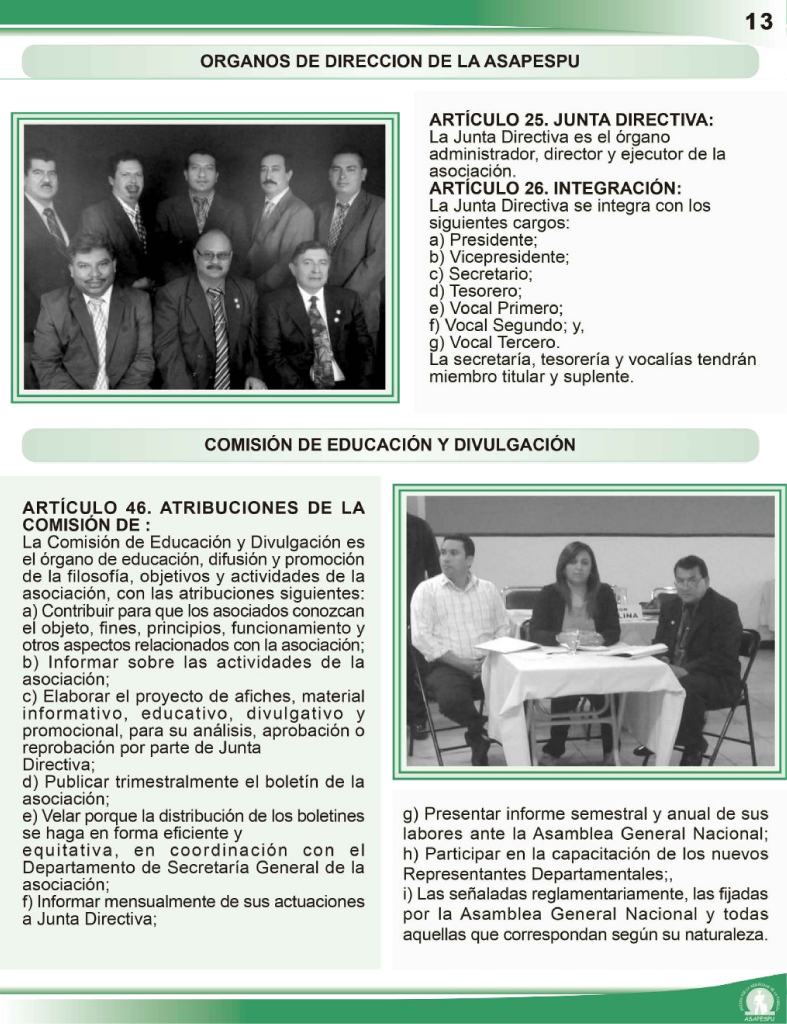 13
ORGANOS DE DIRECCION DE LA ASAPESPU
ARTÍCULO 25. JUNTA DIRECTIVA:
La Junta Directiva es el órgano
administrador, director y ejecutor de la
asociación.
ARTÍCULO 26. INTEGRACIÓN:
La Junta Directiva se integra con los
siguientes cargos:
a) Presidente;
b) Vicepresidente;
c) Secretario;
d) Tesorero;
e) Vocal Primero;
f) Vocal Segundo; y,
g) Vocal Tercero.
La secretaría, tesorería y vocalías tendrán
miembro titular y suplente.
COMISIÓN DE EDUCACIÓN Y DIVULGACIÓN
ARTÍCULO 46. ATRIBUCIONES DE LA
COMISIÓN DE :
La Comisión de Educación y Divulgación es
el órgano de educación, difusión y promoción
de la filosofía, objetivos y actividades de la
asociación, con las atribuciones siguientes:
a) Contribuir para que los asociados conozcan
el objeto, fines, principios, funcionamiento y
otros aspectos relacionados con la asociación;
b) Informar sobre las actividades de la
asociación;
c) Elaborar el proyecto de afiches, material
informativo, educativo, divulgativo y
promocional, para su análisis, aprobación o
reprobación por parte de Junta
Directiva;
d) Publicar trimestralmente el boletín de la
asociación;
e) Velar porque la distribución de los boletines
se haga en forma eficiente y
equitativa, en coordinación con el
Departamento de Secretaría General de la
asociación;
f) Informar mensualmente de sus actuaciones
a Junta Directiva;
g) Presentar informe semestral y anual de sus
labores ante la Asamblea General Nacional;
h) Participar en la capacitación de los nuevos
Representantes Departamentales;,
i) Las señaladas reglamentariamente, las fijadas
por la Asamblea General Nacional y todas
aquellas que correspondan según su naturaleza.
ASAPESPU